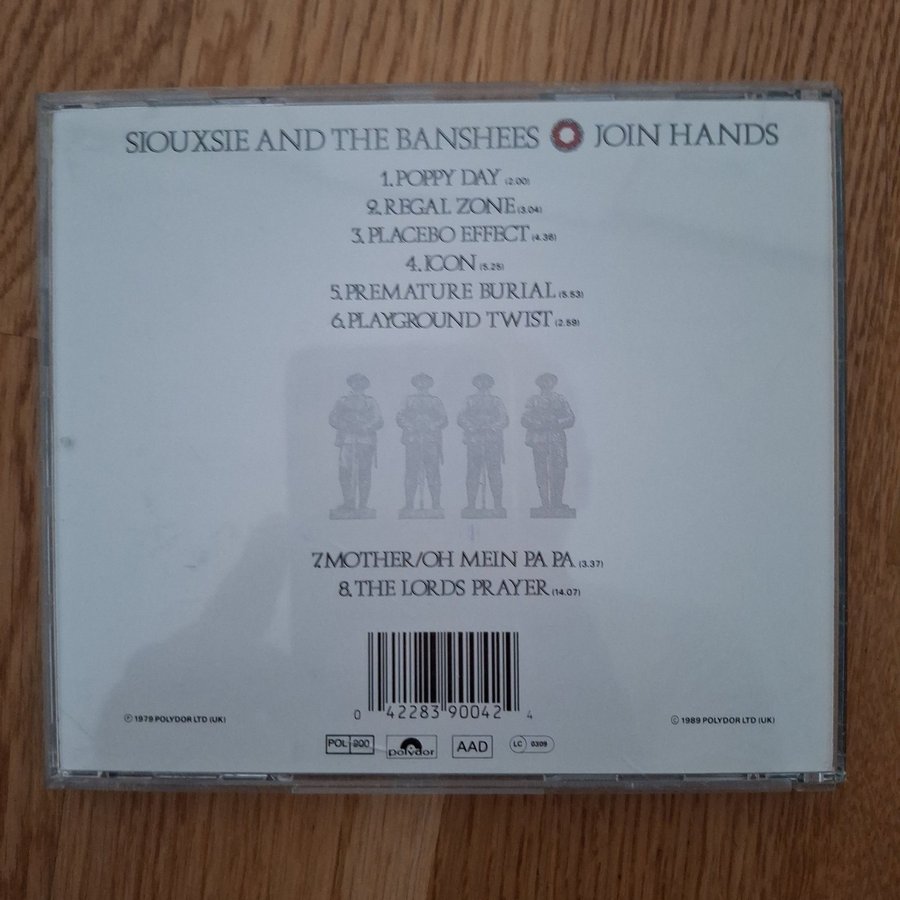 SIOUXSIE AND THE BANSHEES JOIN HANDS
1. POPPY DAY (2.00)
2. REGAL ZONE (3.04)
3. PLACEBO EFFECT (4.38)
4. ICON (5.25)
5. PREMATURE BURIAL (5.53)
6. PLAYGROUND TWIST (2.59)
7. MOTHER/OH MEIN PA PA (3.37)
8. THE LORDS PRAYER (14.07)
0 42283 90042 4
℗ 1979 POLYDOR LTD (UK)
© 1989 POLYDOR LTD (UK)
POL 900 polydor AAD LC 0309